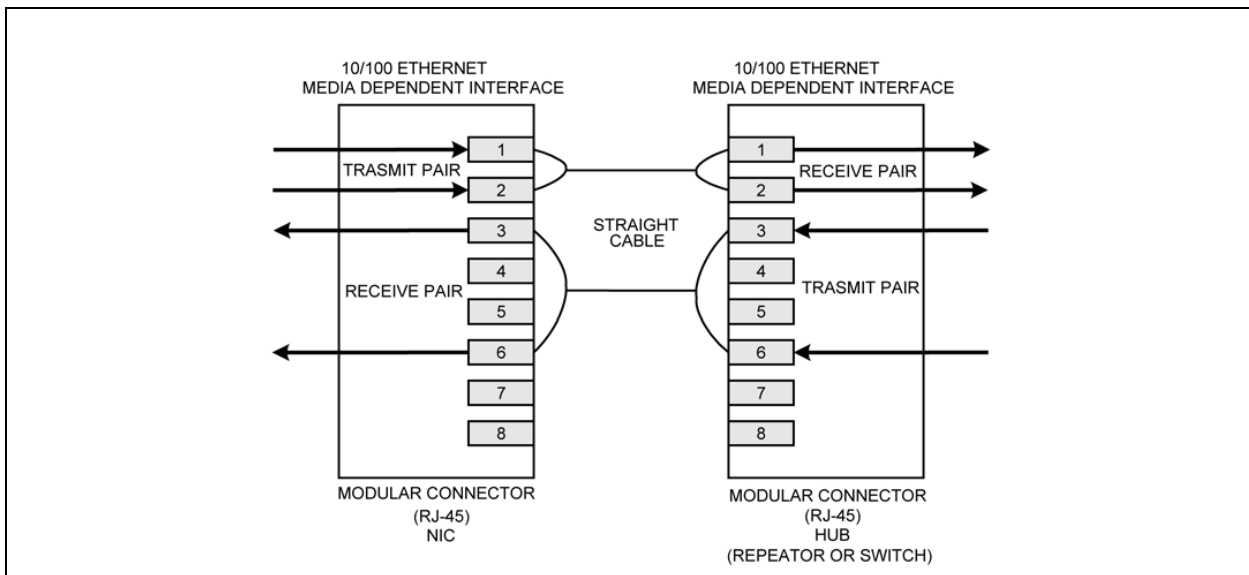 10/100 ETHERNET
MEDIA DEPENDENT INTERFACE
10/100 ETHERNET
MEDIA DEPENDENT INTERFACE
1
TRASMIT PAIR
2
3
4
RECEIVE PAIR
5
6
7
8
STRAIGHT
CABLE
1
RECEIVE PAIR
2
3
4
TRASMIT PAIR
5
6
7
8
MODULAR CONNECTOR
(RJ-45)
NIC
MODULAR CONNECTOR
(RJ-45)
HUB
(REPEATOR OR SWITCH)